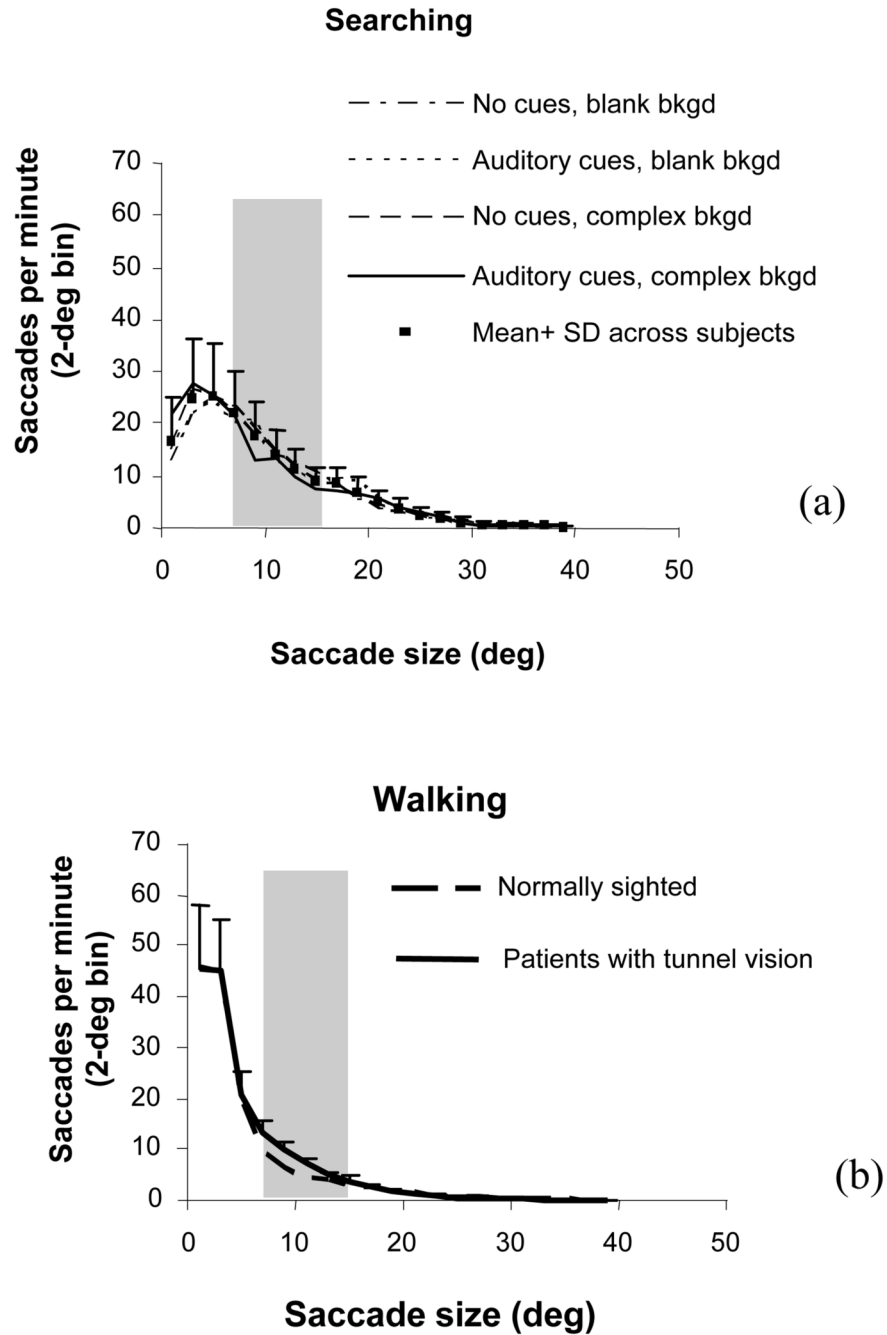 Searching
No cues, blank bkgd
Auditory cues, blank bkgd
No cues, complex bkgd
Auditory cues, complex bkgd
Mean+ SD across subjects
Saccades per minute
(2-deg bin)
70
60
50
40
30
20
10
0
0 10 20 30 40 50
Saccade size (deg)
(a)
Walking
Normally sighted
Patients with tunnel vision
Saccades per minute
(2-deg bin)
70
60
50
40
30
20
10
0
0 10 20 30 40 50
Saccade size (deg)
(b)